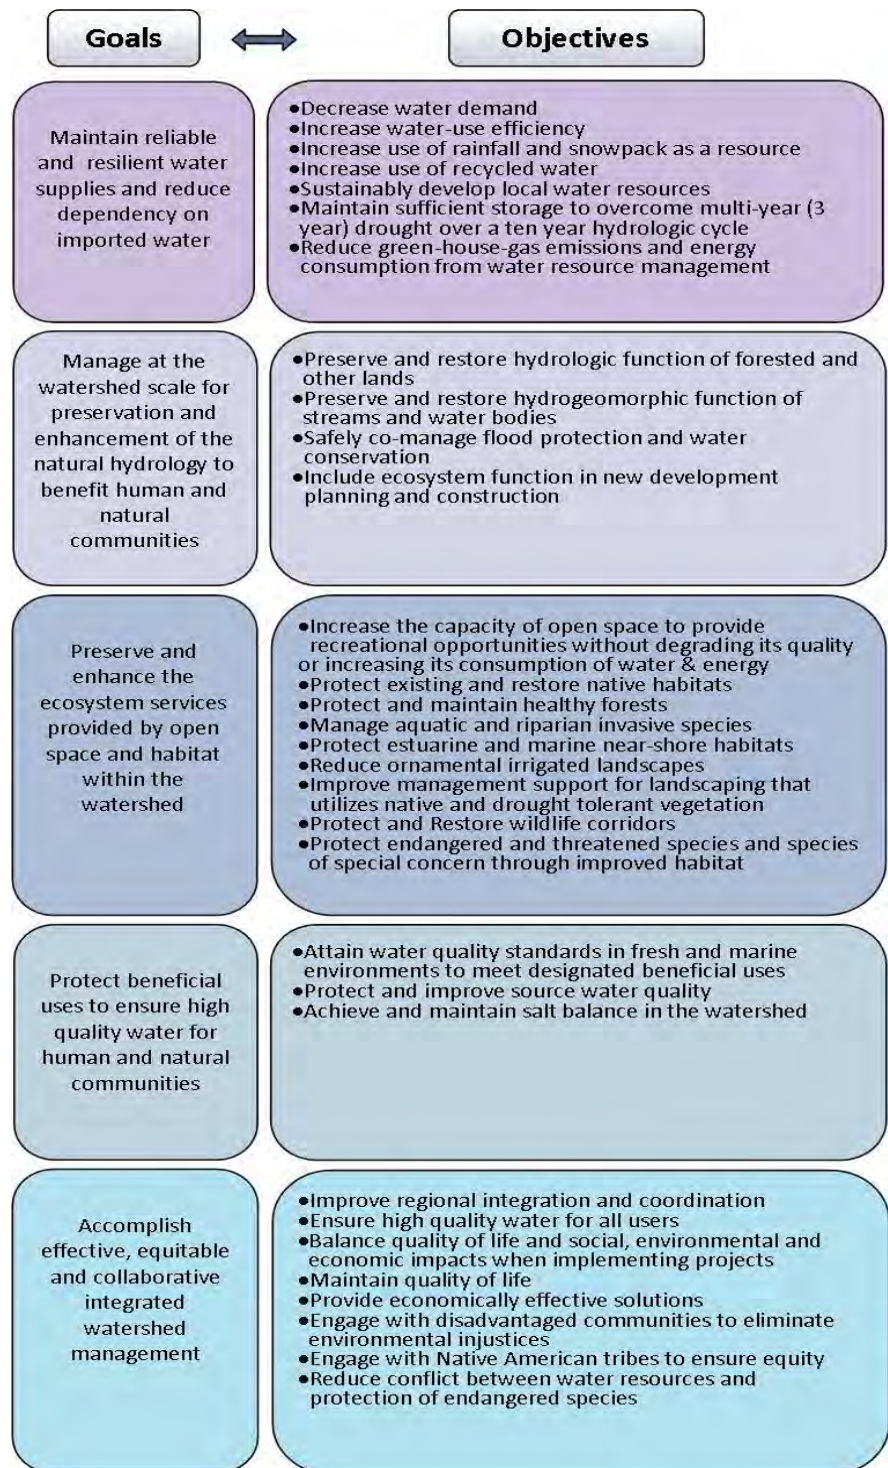 Goals
Objectives
Maintain reliable
and resilient water
supplies and reduce
dependency on
imported water
●Decrease water demand
●Increase water-use efficiency
●Increase use of rainfall and snowpack as a resource
●Increase use of recycled water
●Sustainably develop local water resources
●Maintain sufficient storage to overcome multi-year (3
year) drought over a ten year hydrologic cycle
●Reduce green-house-gas emissions and energy
consumption from water resource management
Manage at the
watershed scale for
preservation and
enhancement of the
natural hydrology to
benefit human and
natural
communities
●Preserve and restore hydrologic function of forested and
other lands
●Preserve and restore hydrogeomorphic function of
streams and water bodies
●Safely co-manage flood protection and water
conservation
●Include ecosystem function in new development
planning and construction
Preserve and
enhance the
ecosystem services
provided by open
space and habitat
within the
watershed
●Increase the capacity of open space to provide
recreational opportunities without degrading its quality
or increasing its consumption of water & energy
●Protect existing and restore native habitats
●Protect and maintain healthy forests
●Manage aquatic and riparian invasive species
●Protect estuarine and marine near-shore habitats
●Reduce ornamental irrigated landscapes
●Improve management support for landscaping that
utilizes native and drought tolerant vegetation
●Protect and Restore wildlife corridors
●Protect endangered and threatened species and species
of special concern through improved habitat
Protect beneficial
uses to ensure high
quality water for
human and natural
communities
●Attain water quality standards in fresh and marine
environments to meet designated beneficial uses
●Protect and improve source water quality
●Achieve and maintain salt balance in the watershed
Accomplish
effective, equitable
and collaborative
integrated
watershed
management
●Improve regional integration and coordination
●Ensure high quality water for all users
●Balance quality of life and social, environmental and
economic impacts when implementing projects
●Maintain quality of life
●Provide economically effective solutions
●Engage with disadvantaged communities to eliminate
environmental injustices
●Engage with Native American tribes to ensure equity
●Reduce conflict between water resources and
protection of endangered species